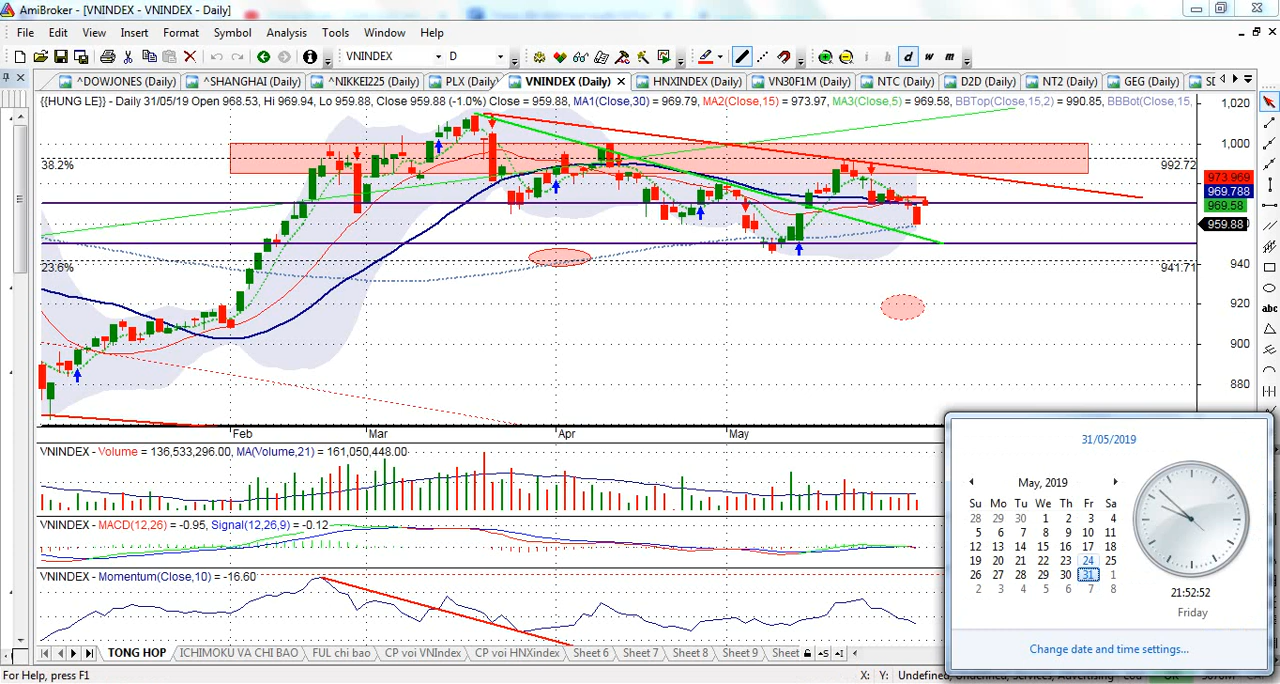 AmiBroker - [VNINDEX - VNINDEX - Daily]
File Edit View Insert Format Symbol Analysis Tools Window Help
VNINDEX D i h d w m
^DOWJONES (Daily) ^SHANGHAI (Daily) ^NIKKEI225 (Daily) PLX (Daily) VNINDEX (Daily) HNXINDEX (Daily) VN30F1M (Daily) NTC (Daily) D2D (Daily) NT2 (Daily) GEG (Daily)
{{HUNG LE}} - Daily 31/05/19 Open 968.53, Hi 969.94, Lo 959.88, Close 959.88 (-1.0%) Close = 959.88, MA1(Close,30) = 969.79, MA2(Close,15) = 973.97, MA3(Close,5) = 969.58, BBTop(Close,15,2) = 990.85, BBBot(Close,15,
1,020
1,000
38.2%
992.72
973.969
969.788
969.58
959.88
23.6%
940
941.71
920
900
880
abc
Feb Mar Apr May
VNINDEX - Volume = 136,533,296.00, MA(Volume,21) = 161,050,448.00
VNINDEX - MACD(12,26) = -0.95, Signal(12,26,9) = -0.12
VNINDEX - Momentum(Close,10) = -16.60
TONG HOP ICHIMOKU VA CHI BAO FUL chi bao CP voi VNIndex CP voi HNXindex Sheet 6 Sheet 7 Sheet 8 Sheet 9 Sheet
For Help, press F1
X: Y:
31/05/2019
May, 2019
Su Mo Tu We Th Fr Sa
28 29 30 1 2 3 4
5 6 7 8 9 10 11
12 13 14 15 16 17 18
19 20 21 22 23 24 25
26 27 28 29 30 31 1
2 3 4 5 6 7 8
21:52:52
Friday
Change date and time settings...